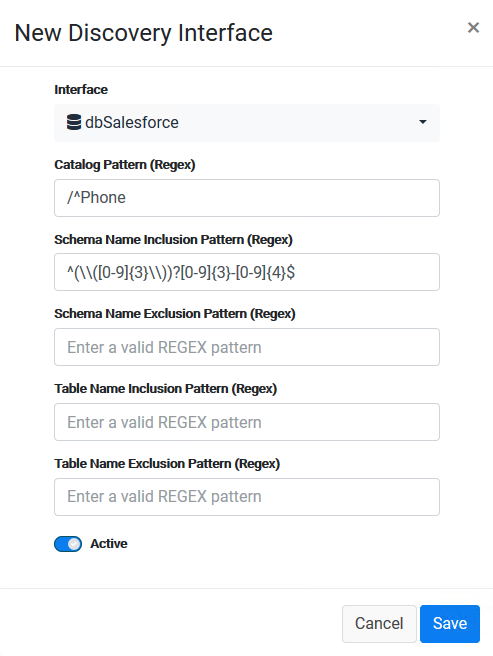 New Discovery Interface
×
Interface
dbSalesforce
Catalog Pattern (Regex)
/^Phone
Schema Name Inclusion Pattern (Regex)
^(\\([0-9]{3}\\))?[0-9]{3}-[0-9]{4}$
Schema Name Exclusion Pattern (Regex)
Enter a valid REGEX pattern
Table Name Inclusion Pattern (Regex)
Enter a valid REGEX pattern
Table Name Exclusion Pattern (Regex)
Enter a valid REGEX pattern
Active
Cancel Save